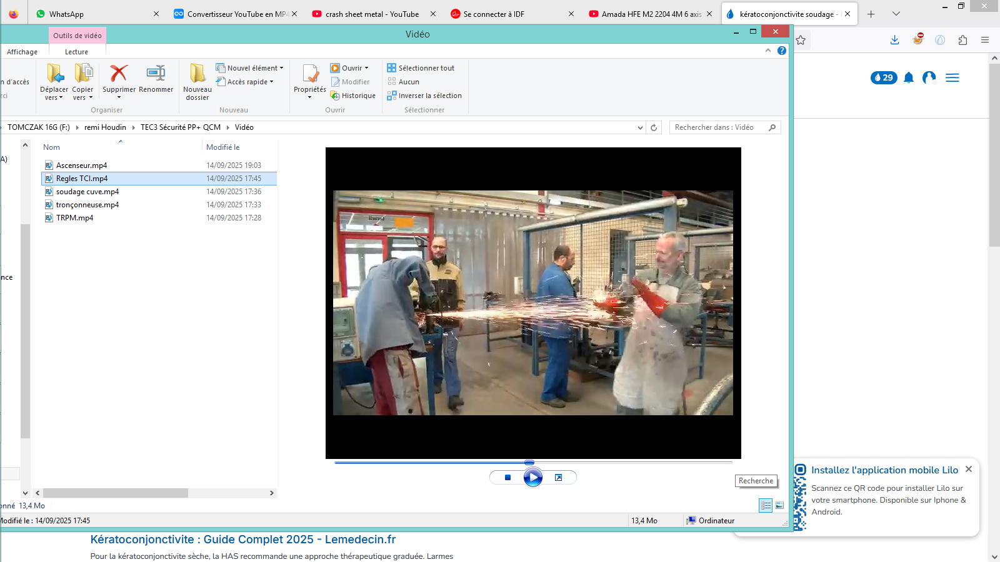 WhatsApp
Convertisseur YouTube en MP4
crash sheet metal - YouTube
Se connecter à IDF
Amada HFE M2 2204 4M 6 axis
kératoconjonctivite soudage -
Outils de vidéo
Vidéo
Affichage
Lecture
n d'accès
rci
Déplacer vers
Copier vers
Supprimer
Renommer
Organiser
Nouveau dossier
Nouvel élément
Accès rapide
Nouveau
Propriétés
Ouvrir
Modifier
Historique
Ouvrir
Sélectionner tout
Aucun
Inverser la sélection
Sélectionner
29
TOMCZAK 16G (F:)
remi Houdin
TEC3 Sécurité PP+ QCM
Vidéo
Rechercher dans : Vidéo
A)
nce
Nom
Modifié le
Ascenseur.mp4 14/09/2025 19:03
Regles TCI.mp4 14/09/2025 17:45
soudage cuve.mp4 14/09/2025 17:36
tronçonneuse.mp4 14/09/2025 17:33
TRPM.mp4 14/09/2025 17:28
Recherche
onné 13,4 Mo
Modifié le : 14/09/2025 17:45
13,4 Mo
Ordinateur
Installez l'application mobile Lilo
Scannez ce QR code pour installer Lilo sur
votre smartphone. Disponible sur Iphone &
Android.
Kératoconjonctivite : Guide Complet 2025 - Lemedecin.fr
Pour la kératoconjonctivite sèche, la HAS recommande une approche thérapeutique graduée. Larmes